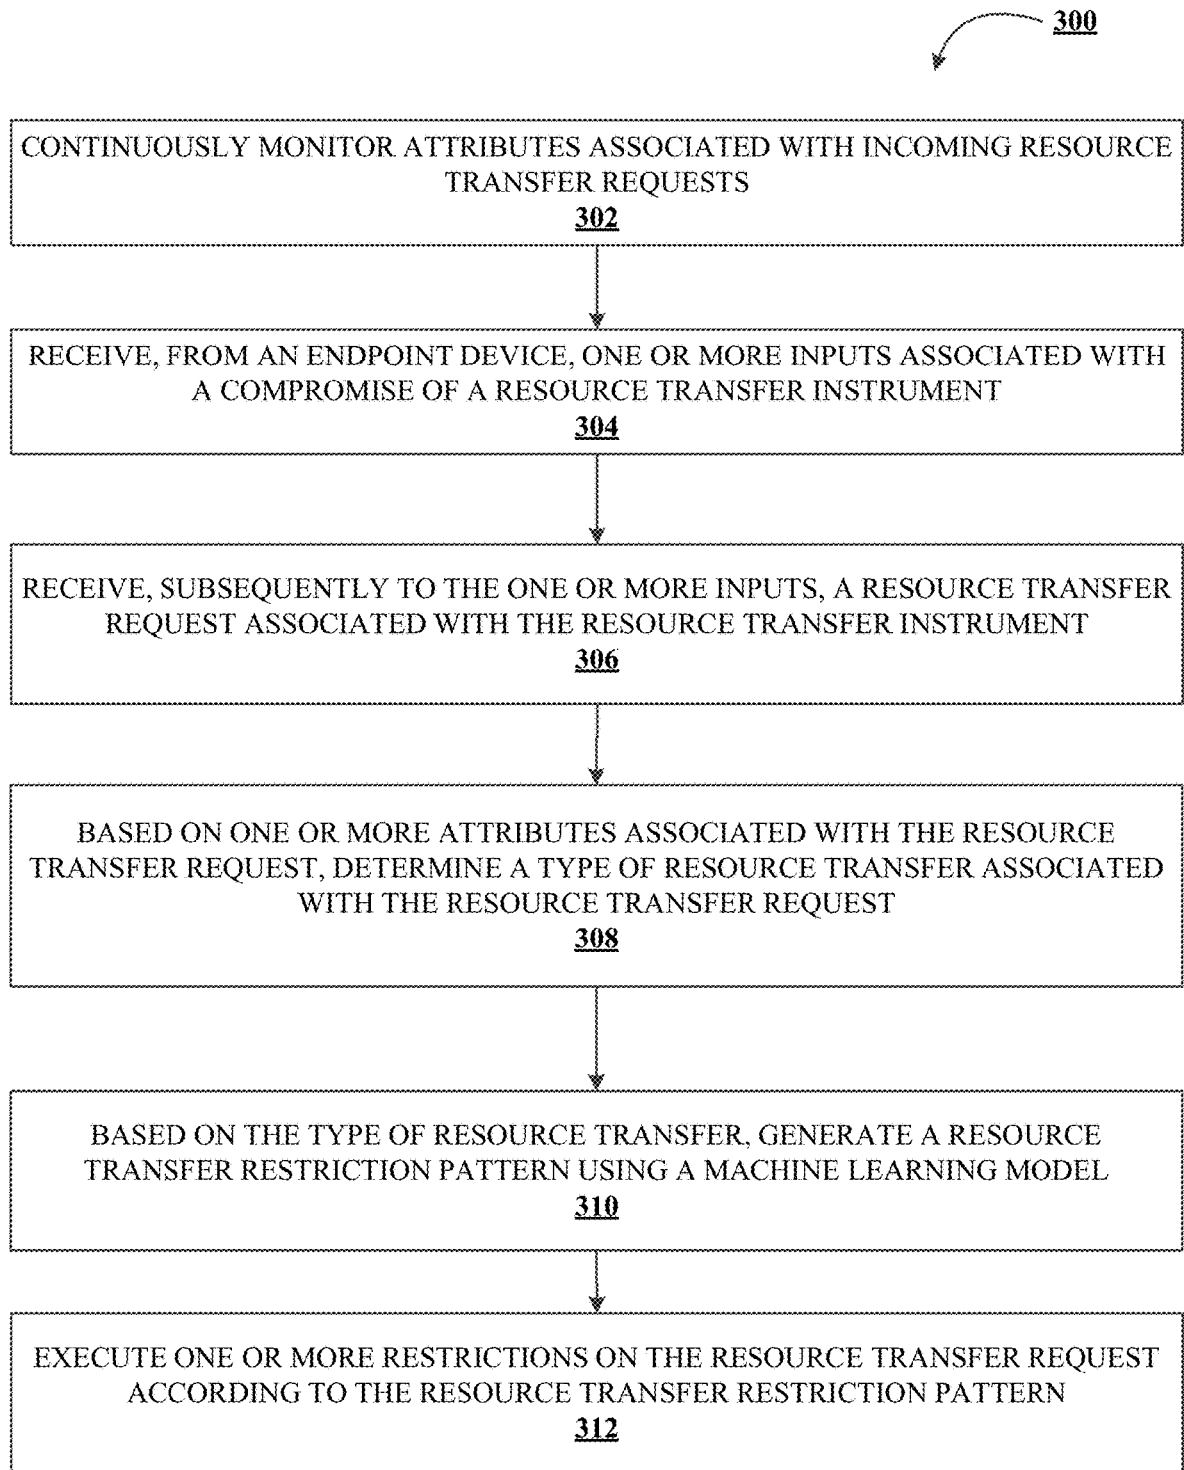 300
CONTINUOUSLY MONITOR ATTRIBUTES ASSOCIATED WITH INCOMING RESOURCE
TRANSFER REQUESTS
302
RECEIVE, FROM AN ENDPOINT DEVICE, ONE OR MORE INPUTS ASSOCIATED WITH
A COMPROMISE OF A RESOURCE TRANSFER INSTRUMENT
304
RECEIVE, SUBSEQUENTLY TO THE ONE OR MORE INPUTS, A RESOURCE TRANSFER
REQUEST ASSOCIATED WITH THE RESOURCE TRANSFER INSTRUMENT
306
BASED ON ONE OR MORE ATTRIBUTES ASSOCIATED WITH THE RESOURCE
TRANSFER REQUEST, DETERMINE A TYPE OF RESOURCE TRANSFER ASSOCIATED
WITH THE RESOURCE TRANSFER REQUEST
308
BASED ON THE TYPE OF RESOURCE TRANSFER, GENERATE A RESOURCE
TRANSFER RESTRICTION PATTERN USING A MACHINE LEARNING MODEL
310
EXECUTE ONE OR MORE RESTRICTIONS ON THE RESOURCE TRANSFER REQUEST
ACCORDING TO THE RESOURCE TRANSFER RESTRICTION PATTERN
312